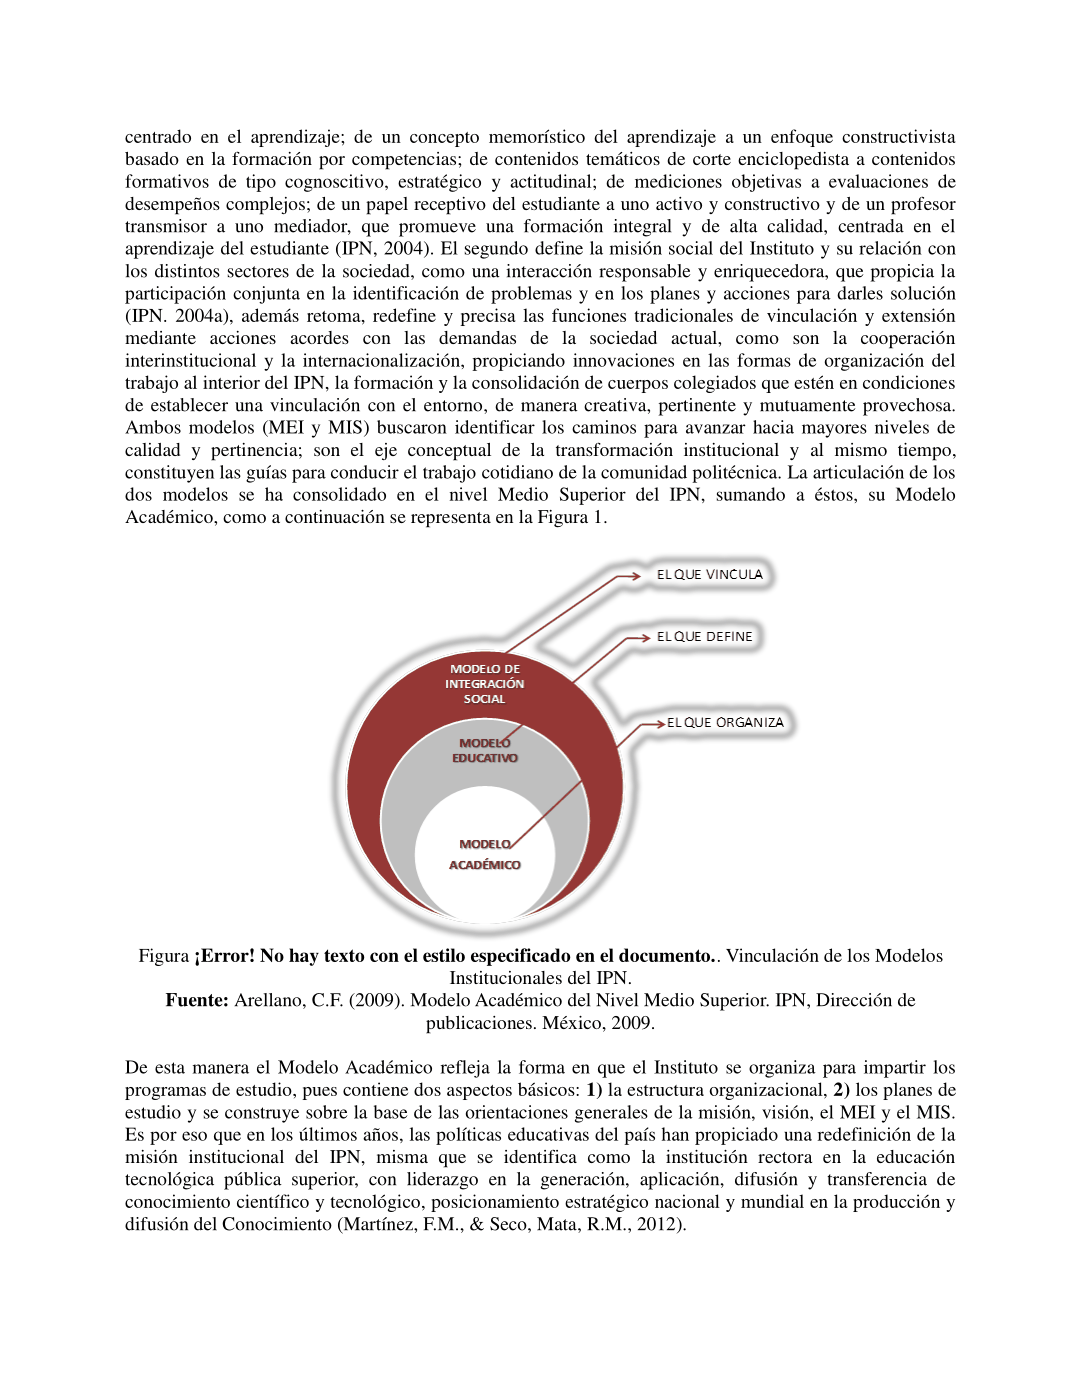 centrado en el aprendizaje; de un concepto memorístico del aprendizaje a un enfoque constructivista
basado en la formación por competencias; de contenidos temáticos de corte enciclopedista a contenidos
formativos de tipo cognoscitivo, estratégico y actitudinal; de mediciones objetivas a evaluaciones de
desempeños complejos; de un papel receptivo del estudiante a uno activo y constructivo y de un profesor
transmisor a uno mediador, que promueve una formación integral y de alta calidad, centrada en el
aprendizaje del estudiante (IPN, 2004). El segundo define la misión social del Instituto y su relación con
los distintos sectores de la sociedad, como una interacción responsable y enriquecedora, que propicia la
participación conjunta en la identificación de problemas y en los planes y acciones para darles solución
(IPN. 2004a), además retoma, redefine y precisa las funciones tradicionales de vinculación y extensión
mediante acciones acordes con las demandas de la sociedad actual, como son la cooperación
interinstitucional y la internacionalización, propiciando innovaciones en las formas de organización del
trabajo al interior del IPN, la formación y la consolidación de cuerpos colegiados que estén en condiciones
de establecer una vinculación con el entorno, de manera creativa, pertinente y mutuamente provechosa.
Ambos modelos (MEI y MIS) buscaron identificar los caminos para avanzar hacia mayores niveles de
calidad y pertinencia; son el eje conceptual de la transformación institucional y al mismo tiempo,
constituyen las guías para conducir el trabajo cotidiano de la comunidad politécnica. La articulación de los
dos modelos se ha consolidado en el nivel Medio Superior del IPN, sumando a éstos, su Modelo
Académico, como a continuación se representa en la Figura 1.
EL QUE VINCULA
EL QUE DEFINE
MODELO DE
INTEGRACIÓN
SOCIAL
EL QUE ORGANIZA
MODELO
EDUCATIVO
MODELO
ACADÉMICO
Figura ¡Error! No hay texto con el estilo especificado en el documento.. Vinculación de los Modelos
Institucionales del IPN.
Fuente: Arellano, C.F. (2009). Modelo Académico del Nivel Medio Superior. IPN, Dirección de
publicaciones. México, 2009.
De esta manera el Modelo Académico refleja la forma en que el Instituto se organiza para impartir los
programas de estudio, pues contiene dos aspectos básicos: 1) la estructura organizacional, 2) los planes de
estudio y se construye sobre la base de las orientaciones generales de la misión, visión, el MEI y el MIS.
Es por eso que en los últimos años, las políticas educativas del país han propiciado una redefinición de la
misión institucional del IPN, misma que se identifica como la institución rectora en la educación
tecnológica pública superior, con liderazgo en la generación, aplicación, difusión y transferencia de
conocimiento científico y tecnológico, posicionamiento estratégico nacional y mundial en la producción y
difusión del Conocimiento (Martínez, F.M., & Seco, Mata, R.M., 2012).